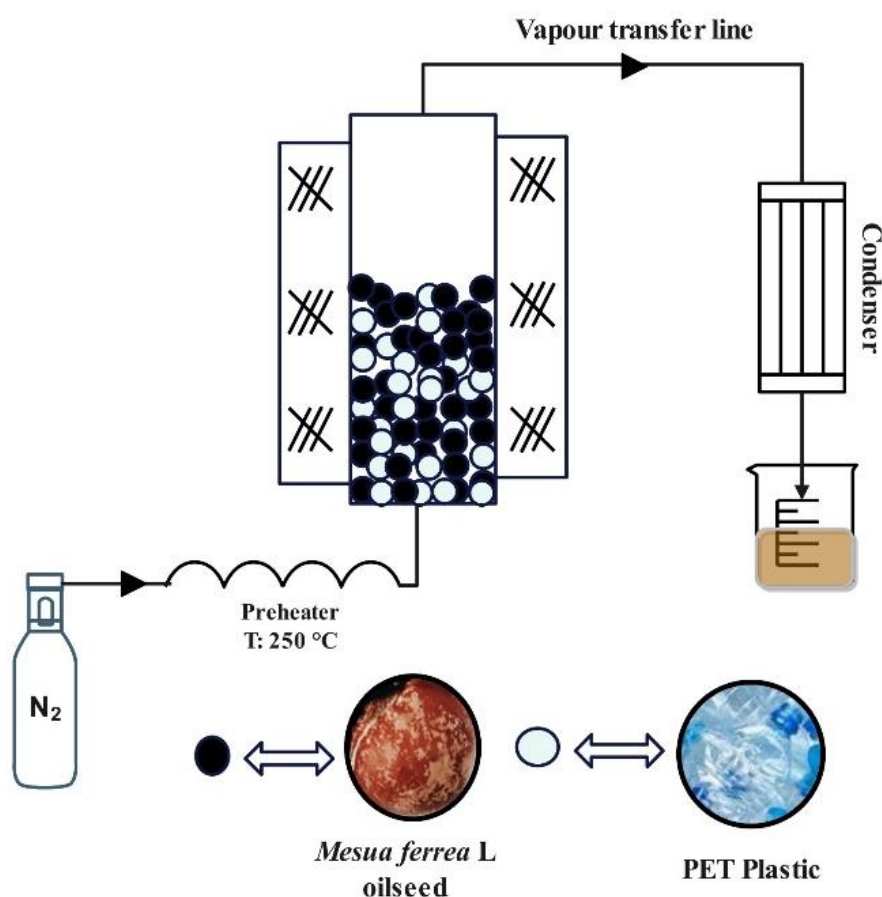 Vapour transfer line
Condenser
Preheater
T: 250 °C
N₂
Mesua ferrea L
oilseed
PET Plastic